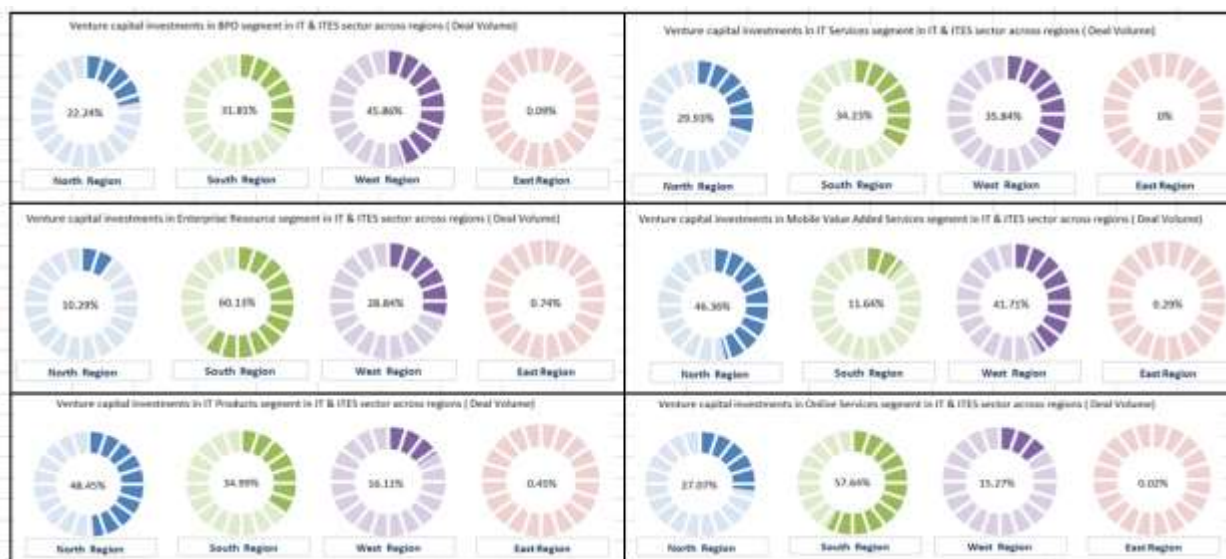 Venture capital investments in BPO segment in IT & ITES sector across regions ( Deal Volume)
22.24%
31.81%
45.86%
0.09%
North Region
South Region
West Region
East Region
Venture capital investments in IT Services segment in IT & ITES sector across regions ( Deal Volume)
29.93%
34.23%
35.84%
0%
North Region
South Region
West Region
East Region
Venture capital investments in Enterprise Resource segment in IT & ITES sector across regions ( Deal Volume)
10.29%
60.13%
28.84%
0.74%
North Region
South Region
West Region
East Region
Venture capital investments in Mobile Value Added Services segment in IT & ITES sector across regions ( Deal Volume)
46.36%
11.64%
41.71%
0.29%
North Region
South Region
West Region
East Region
Venture capital investments in IT Products segment in IT & ITES sector across regions ( Deal Volume)
48.45%
34.99%
16.11%
0.45%
North Region
South Region
West Region
East Region
Venture capital investments in Online Services segment in IT & ITES sector across regions ( Deal Volume)
27.07%
57.64%
15.27%
0.02%
North Region
South Region
West Region
East Region